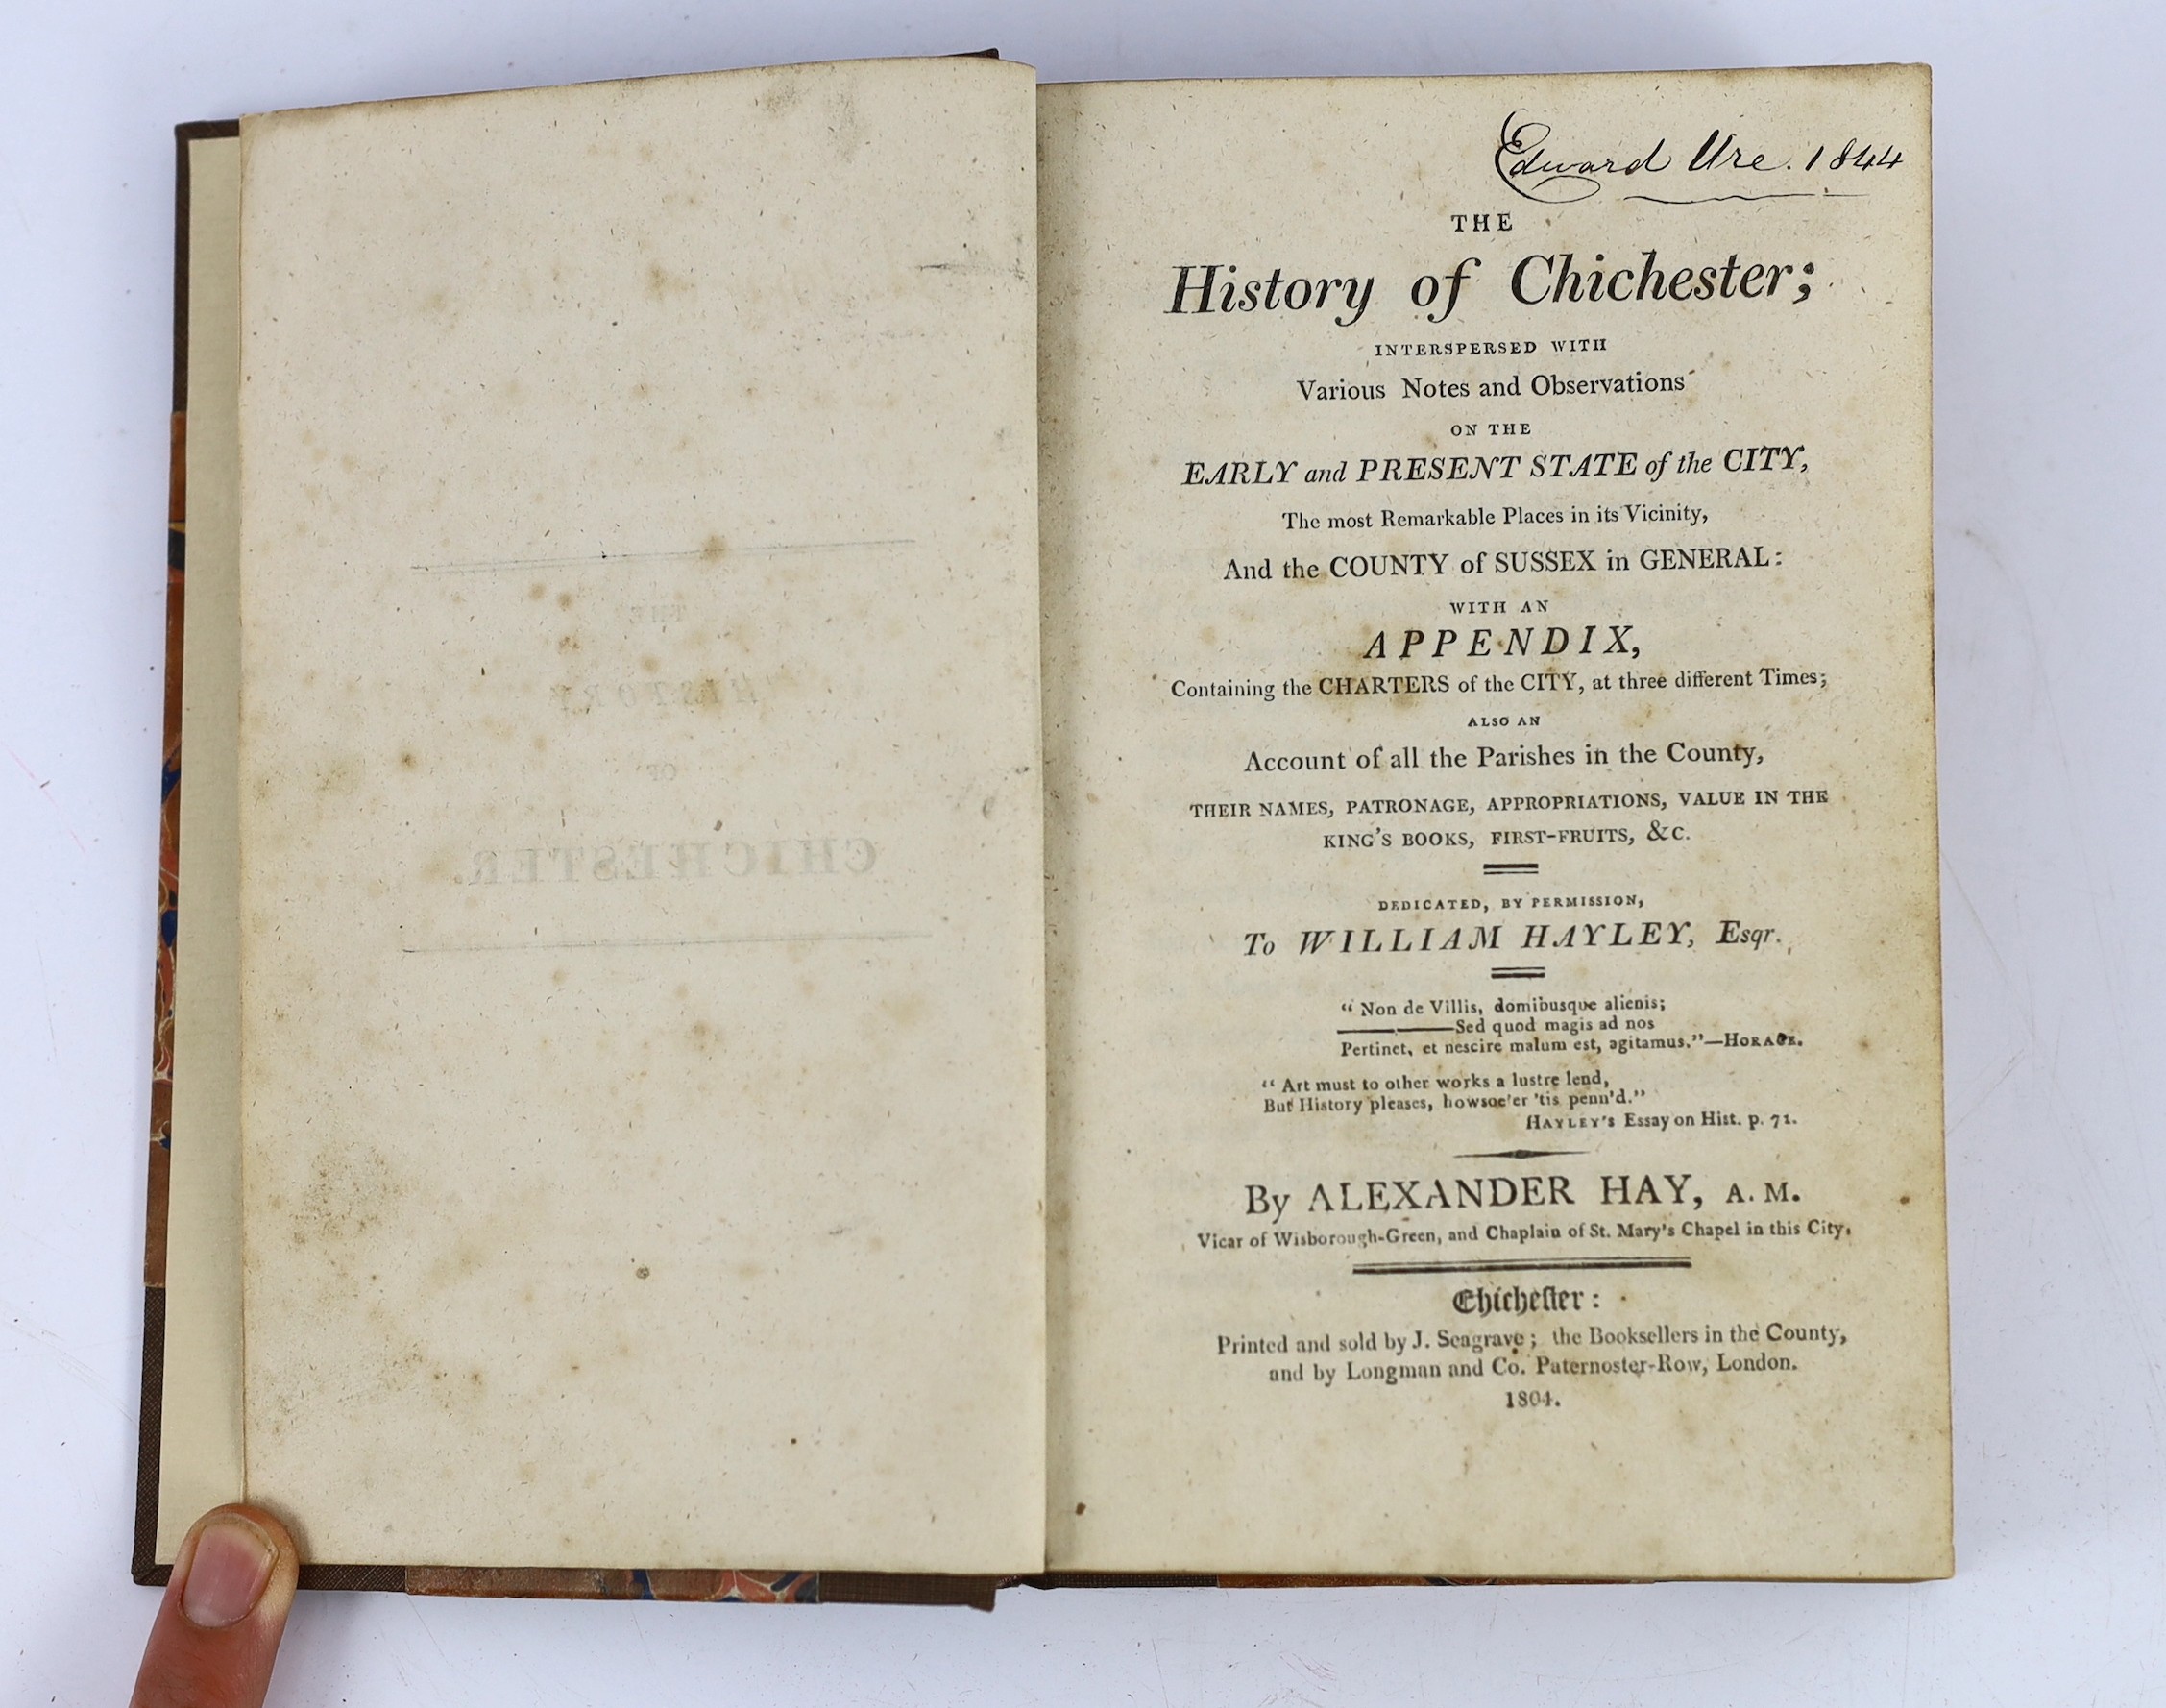 Edward Ure. 1844
THE
History of Chichester;
INTERSPERSED WITH
Various Notes and Observations
ON THE
EARLY and PRESENT STATE of the CITY,
The most Remarkable Places in its Vicinity,
And the COUNTY of SUSSEX in GENERAL:
WITH AN
APPENDIX,
Containing the CHARTERS of the CITY, at three different Times;
ALSO AN
Account of all the Parishes in the County,
THEIR NAMES, PATRONAGE, APPROPRIATIONS, VALUE IN THE
KING'S BOOKS, FIRST-FRUITS, &C.
DEDICATED, BY PERMISSION,
To WILLIAM HAYLEY, Esqr.
“ Non de Villis, domibusque alienis;
———Sed quod magis ad nos
Pertinet, et nescire malum est, agitamus.”—HORACE.
“ Art must to other works a lustre lend,
But History pleases, howsoe'er 'tis penn'd.”
HAYLEY'S Essay on Hist. p. 71.
By ALEXANDER HAY, A. M.
Vicar of Wisborough-Green, and Chaplain of St. Mary's Chapel in this City.
Chicheſter:
Printed and sold by J. Seagrave; the Booksellers in the County,
and by Longman and Co. Paternoster-Row, London.
1804.
THE
HISTORY
OF
CHICHESTER.